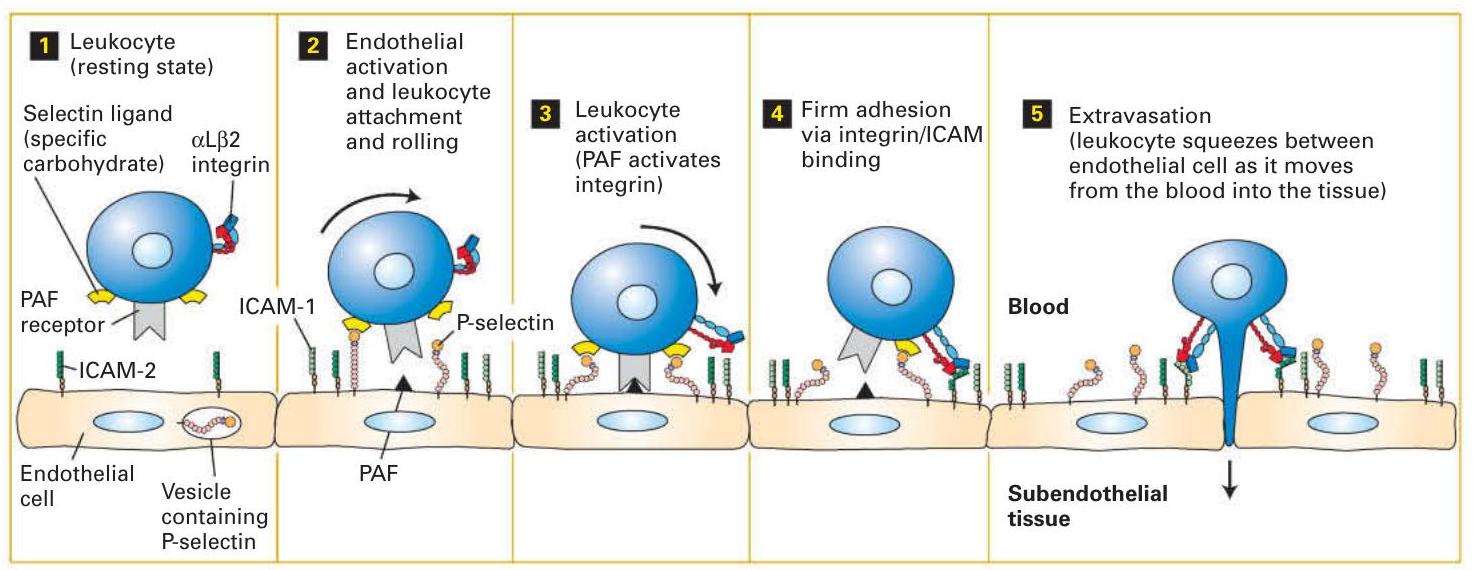 1 Leukocyte
(resting state)
Selectin ligand
(specific
carbohydrate)
αLβ2
integrin
PAF
receptor
ICAM-2
Endothelial
cell
Vesicle
containing
P-selectin
2 Endothelial
activation
and leukocyte
attachment
and rolling
ICAM-1
P-selectin
PAF
3 Leukocyte
activation
(PAF activates
integrin)
4 Firm adhesion
via integrin/ICAM
binding
5 Extravasation
(leukocyte squeezes between
endothelial cell as it moves
from the blood into the tissue)
Blood
Subendothelial
tissue